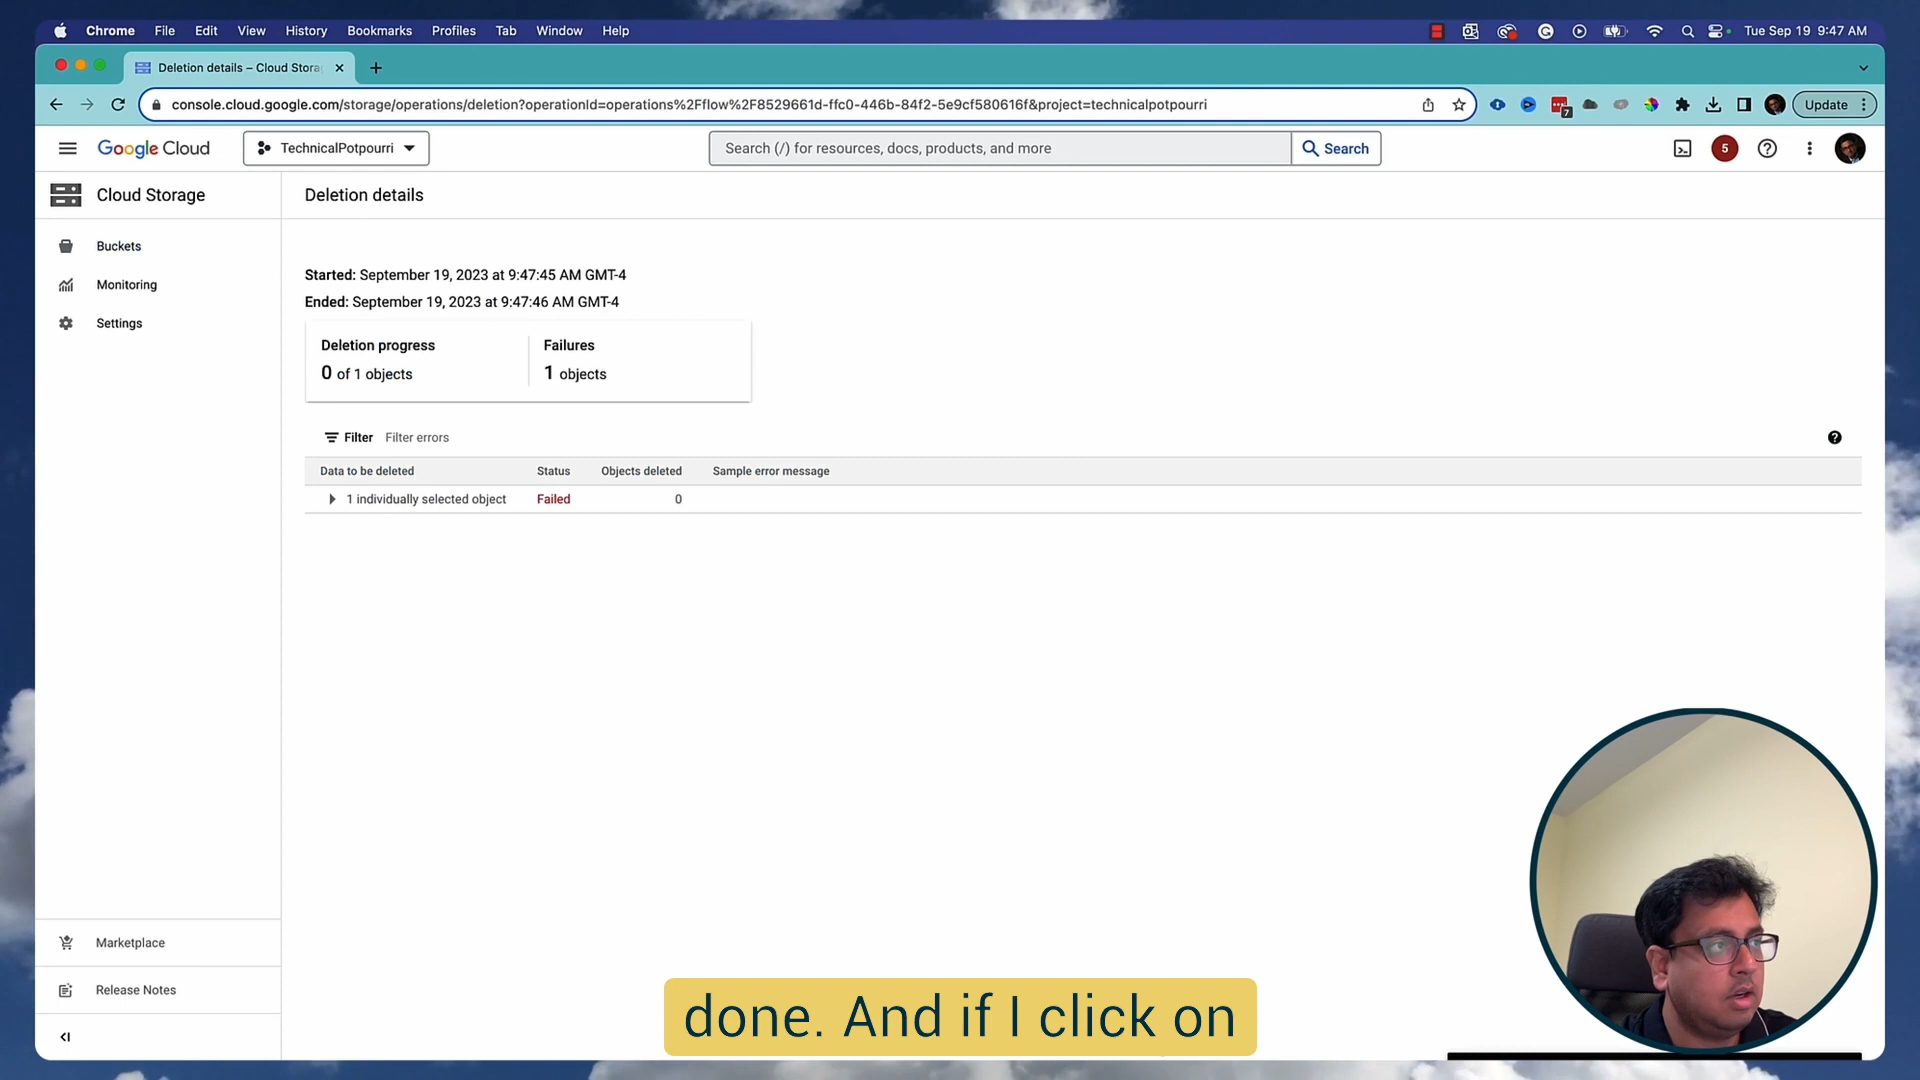 Chrome File Edit View History Bookmarks Profiles Tab Window Help Tue Sep 19 9:47 AM
Deletion details – Cloud Stora
console.cloud.google.com/storage/operations/deletion?operationId=operations%2Fflow%2F8529661d-ffc0-446b-84f2-5e9cf580616f&project=technicalpotpourri 7 Update
Google Cloud TechnicalPotpourri Search (/) for resources, docs, products, and more Search 5
Cloud Storage
Deletion details
Buckets
Monitoring
Settings
Started: September 19, 2023 at 9:47:45 AM GMT-4
Ended: September 19, 2023 at 9:47:46 AM GMT-4
Deletion progress Failures
0 of 1 objects 1 objects
Filter Filter errors
Data to be deleted Status Objects deleted Sample error message
1 individually selected object Failed 0
Marketplace
Release Notes
done. And if I click on